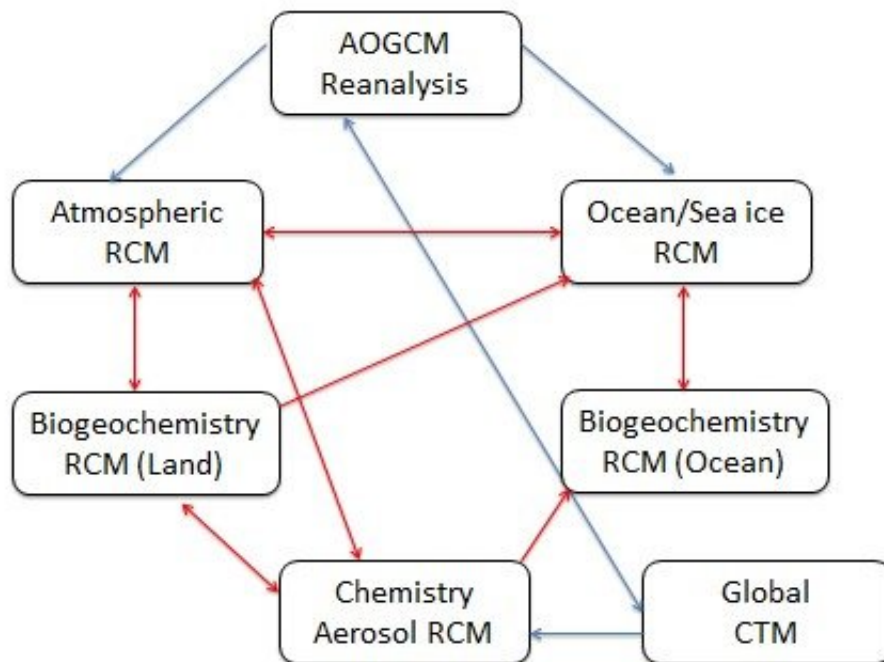 AOGCM
Reanalysis
Atmospheric
RCM
Ocean/Sea ice
RCM
Biogeochemistry
RCM (Land)
Biogeochemistry
RCM (Ocean)
Chemistry
Aerosol RCM
Global
CTM